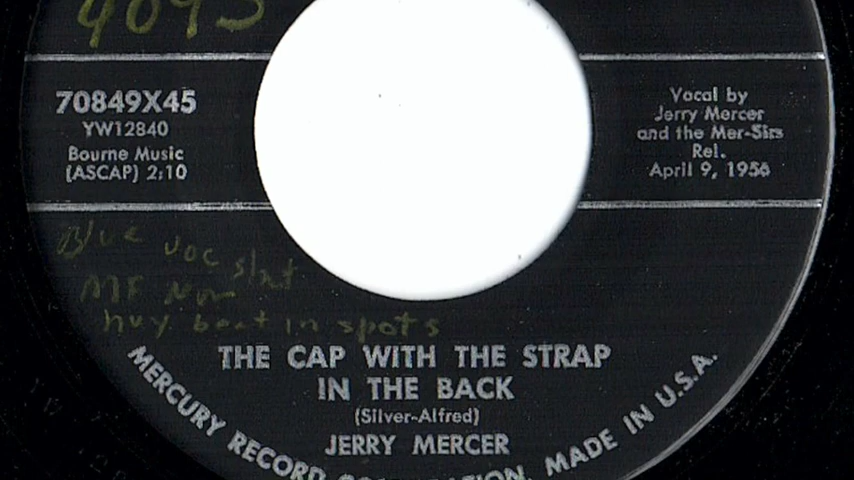 4095
70849X45
YW12840
Bourne Music
(ASCAP) 2:10
Vocal by
Jerry Mercer
and the Mer-Sirs
Rel.
April 9, 1956
Blue voc
hvy beat in spots
THE CAP WITH THE STRAP
IN THE BACK
(Silver-Alfred)
JERRY MERCER
MERCURY RECORD MADE IN U.S.A.